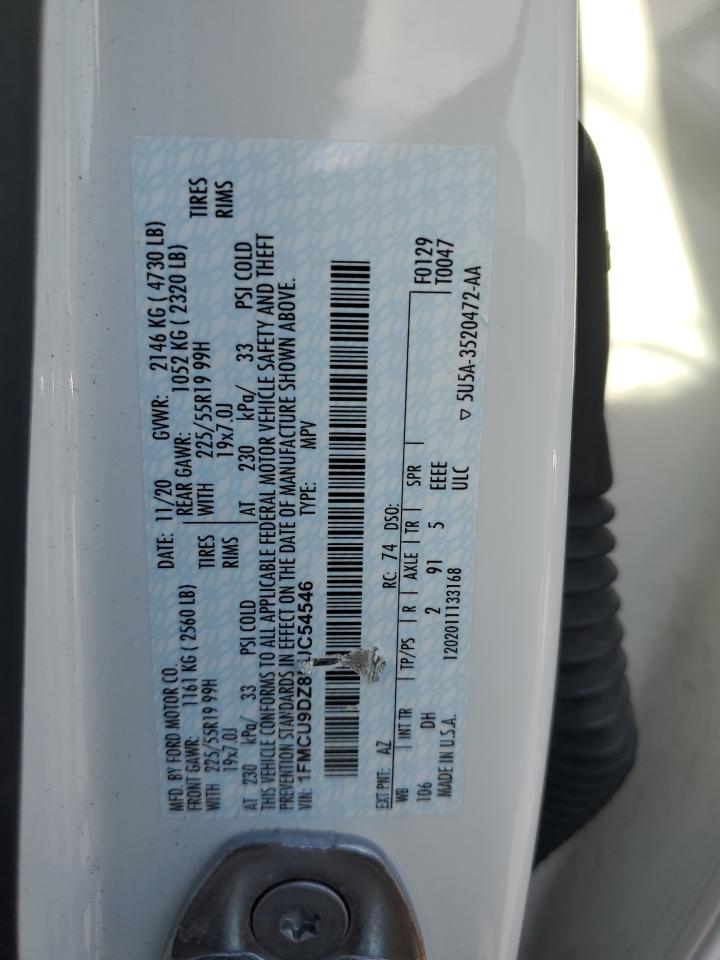 MFD. BY FORD MOTOR CO. DATE: 11/20 GVWR: 2146 KG ( 4730 LB)
FRONT GAWR: 1161 KG ( 2560 LB) REAR GAWR: 1052 KG ( 2320 LB)
WITH 225/55R19 99H TIRES WITH 225/55R19 99H TIRES
19x7.0J RIMS 19x7.0J RIMS
AT 230 kPa/ 33 PSI COLD AT 230 kPa/ 33 PSI COLD
THIS VEHICLE CONFORMS TO ALL APPLICABLE FEDERAL MOTOR VEHICLE SAFETY AND THEFT
PREVENTION STANDARDS IN EFFECT ON THE DATE OF MANUFACTURE SHOWN ABOVE.
VIN: TYPE: MPV
EXT PNT: AZ RC: 74 DSO: F0129
WB INT TR TP/PS R AXLE TR SPR T0047
106 DH 2 91 5 EEEE
MADE IN U.S.A. 1202011133168 ULC
▽ 5U5A-3520472-AA